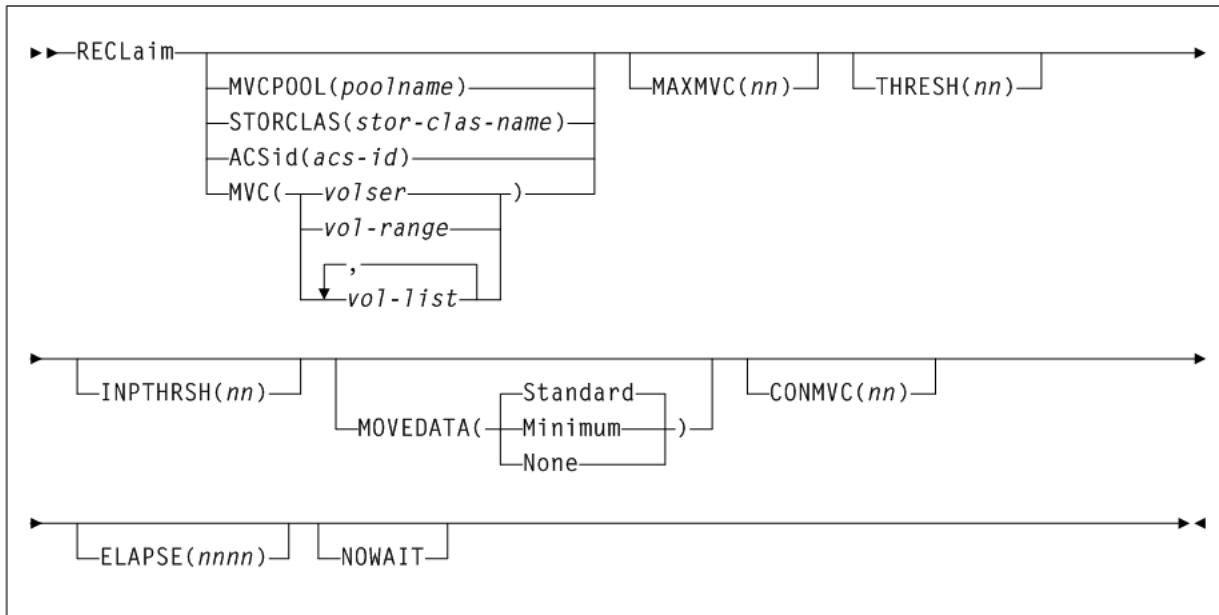 RECLaim
MVCPOOL(poolname) MAXMVC(nn) THRESH(nn)
STORCLAS(stor-clas-name)
ACSid(acs-id)
MVC( volser )
vol-range
,
vol-list
INPTHRSH(nn) Standard CONMVC(nn)
MOVEDATA( Minimum )
None
ELAPSE(nnnn) NOWAIT